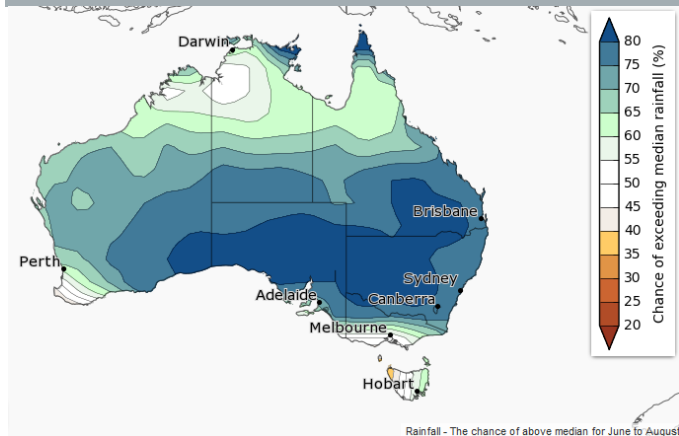 Darwin
Brisbane
Perth
Sydney
Adelaide
Canberra
Melbourne
Hobart
80
75
70
65
60
55
50
45
40
35
30
25
20
Chance of exceeding median rainfall (%)
Rainfall - The chance of above median for June to August